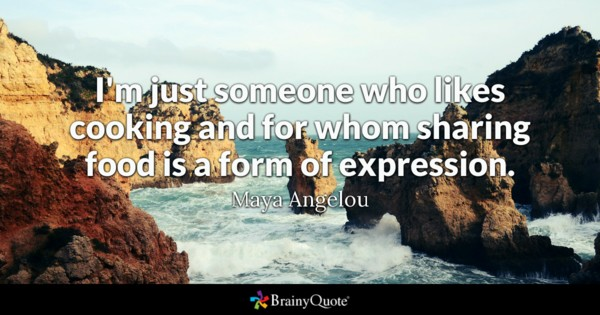 I'm just someone who likes
cooking and for whom sharing
food is a form of expression.
Maya Angelou
BrainyQuote®